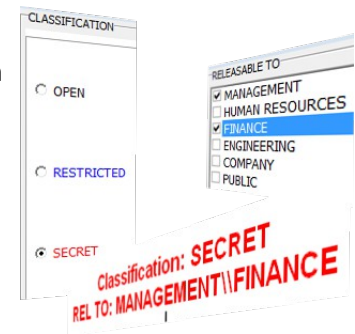 CLASSIFICATION
OPEN
RESTRICTED
SECRET
RELEASABLE TO
MANAGEMENT
HUMAN RESOURCES
FINANCE
ENGINEERING
COMPANY
PUBLIC
Classification: SECRET
REL TO: MANAGEMENT\\FINANCE